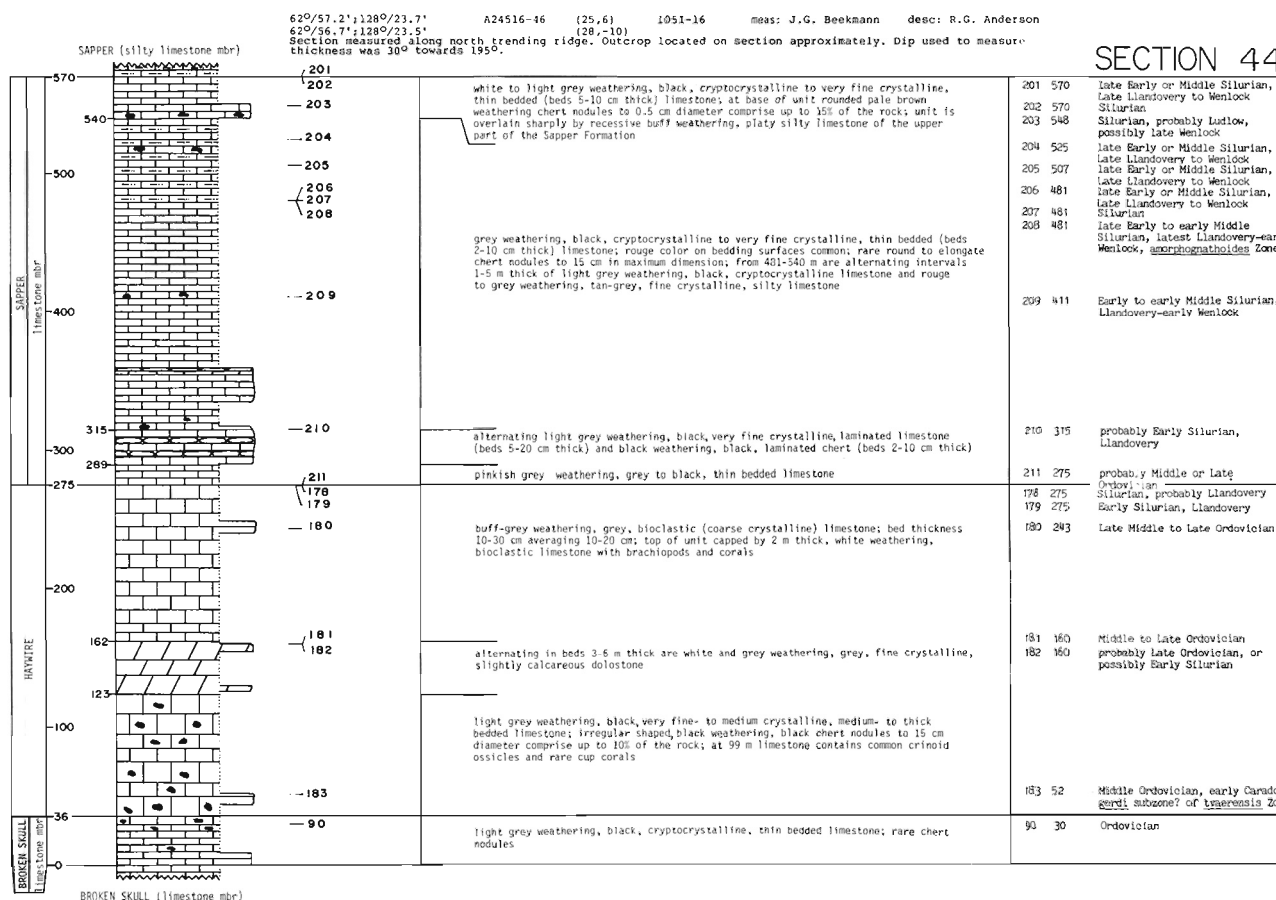 62°/57.2';128°/23.7' A24516-46 (25,6) 1051-16 meas: J.G. Beekmann desc: R.G. Anderson
62°/56.7';128°/23.5' (28,-10)
Section measured along north trending ridge. Outcrop located on section approximately. Dip used to measure
thickness was 30° towards 195°.
SECTION 44
SAPPER (silty limestone mbr)
570
540
500
400
315
300
289
275
200
162
123
100
36
0
SAPPER
limestone mbr
HAYWIRE
BROKEN SKULL
limestone mbr
BROKEN SKULL (limestone mbr)
201
202
203
204
205
206
207
208
209
210
211
178
179
180
181
182
183
90
white to light grey weathering, black, cryptocrystalline to very fine crystalline,
thin bedded (beds 5-10 cm thick) limestone; at base of unit rounded pale brown
weathering chert nodules to 0.5 cm diameter comprise up to 15% of the rock; unit is
overlain sharply by recessive buff weathering, platy silty limestone of the upper
part of the Sapper Formation
grey weathering, black, cryptocrystalline to very fine crystalline, thin bedded (beds
2-10 cm thick) limestone; rouge color on bedding surfaces common; rare round to elongate
chert nodules to 15 cm in maximum dimension; from 481-540 m are alternating intervals
1-5 m thick of light grey weathering, black, cryptocrystalline limestone and rouge
to grey weathering, tan-grey, fine crystalline, silty limestone
alternating light grey weathering, black, very fine crystalline, laminated limestone
(beds 5-20 cm thick) and black weathering, black, laminated chert (beds 2-10 cm thick)
pinkish grey weathering, grey to black, thin bedded limestone
buff-grey weathering, grey, bioclastic (coarse crystalline) limestone; bed thickness
10-30 cm averaging 10-20 cm; top of unit capped by 2 m thick, white weathering,
bioclastic limestone with brachiopods and corals
alternating in beds 3-6 m thick are white and grey weathering, grey, fine crystalline,
slightly calcareous dolostone
light grey weathering, black, very fine- to medium crystalline, medium- to thick
bedded limestone; irregular shaped, black weathering, black chert nodules to 15 cm
diameter comprise up to 10% of the rock; at 99 m limestone contains common crinoid
ossicles and rare cup corals
light grey weathering, black, cryptocrystalline, thin bedded limestone; rare chert
nodules
201 570 late Early or Middle Silurian,
Late Llandovery to Wenlock
202 570 Silurian
203 548 Silurian, probably Ludlow,
possibly late Wenlock
204 525 late Early or Middle Silurian,
Late Llandovery to Wenlock
205 507 late Early or Middle Silurian,
Late Llandovery to Wenlock
206 481 late Early or Middle Silurian,
Late Llandovery to Wenlock
207 481 Silurian
208 481 late Early to early Middle
Silurian, latest Llandovery-ear
Wenlock, amorphognathoides Zone
209 411 Early to early Middle Silurian,
Llandovery-early Wenlock
210 315 probably Early Silurian,
Llandovery
211 275 probably Middle or Late
Ordovician
178 275 Silurian, probably Llandovery
179 275 Early Silurian, Llandovery
180 243 Late Middle to Late Ordovician
181 160 Middle to Late Ordovician
182 160 probably Late Ordovician, or
possibly Early Silurian
183 52 Middle Ordovician, early Carado
gerdi subzone? of tvaerensis Zo
90 30 Ordovician